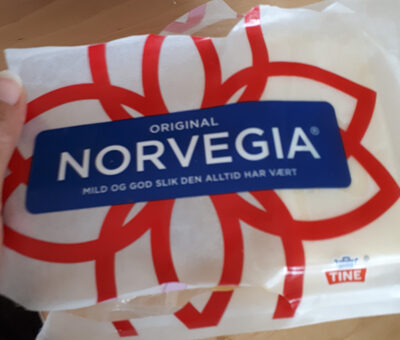 ORIGINAL
NORVEGIA®
MILD OG GOD SLIK DEN ALLTID HAR VÆRT
TINE®